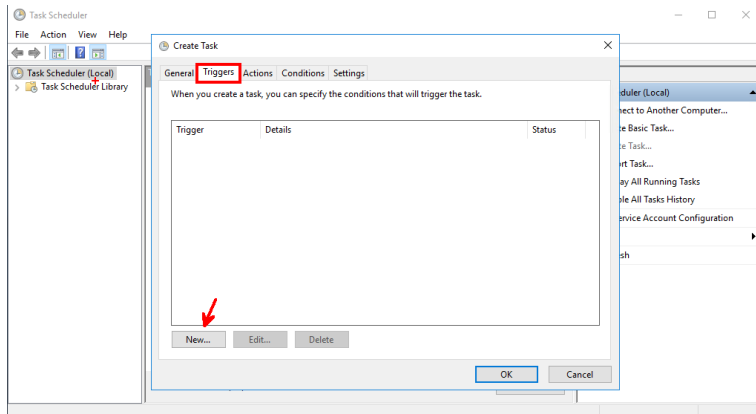 Task Scheduler
File Action View Help
Task Scheduler (Local)
Task Scheduler Library
Create Task
General Triggers Actions Conditions Settings
When you create a task, you can specify the conditions that will trigger the task.
Trigger Details Status
New... Edit... Delete
OK Cancel
duler (Local)
nect to Another Computer...
te Basic Task...
te Task...
rt Task...
ay All Running Tasks
ble All Tasks History
ervice Account Configuration
sh